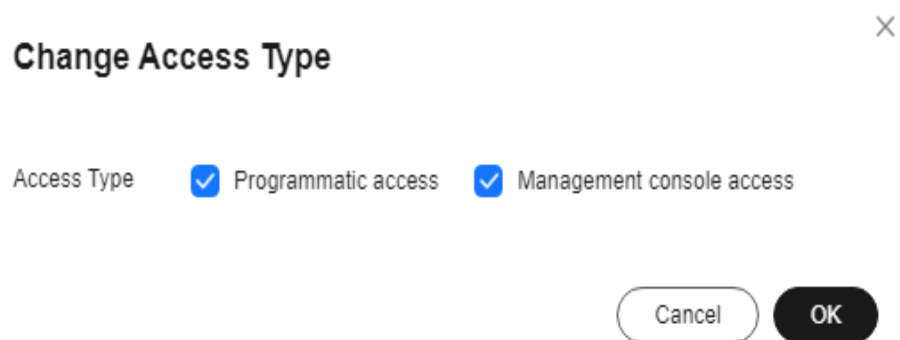 Change Access Type
Access Type Programmatic access Management console access
Cancel OK